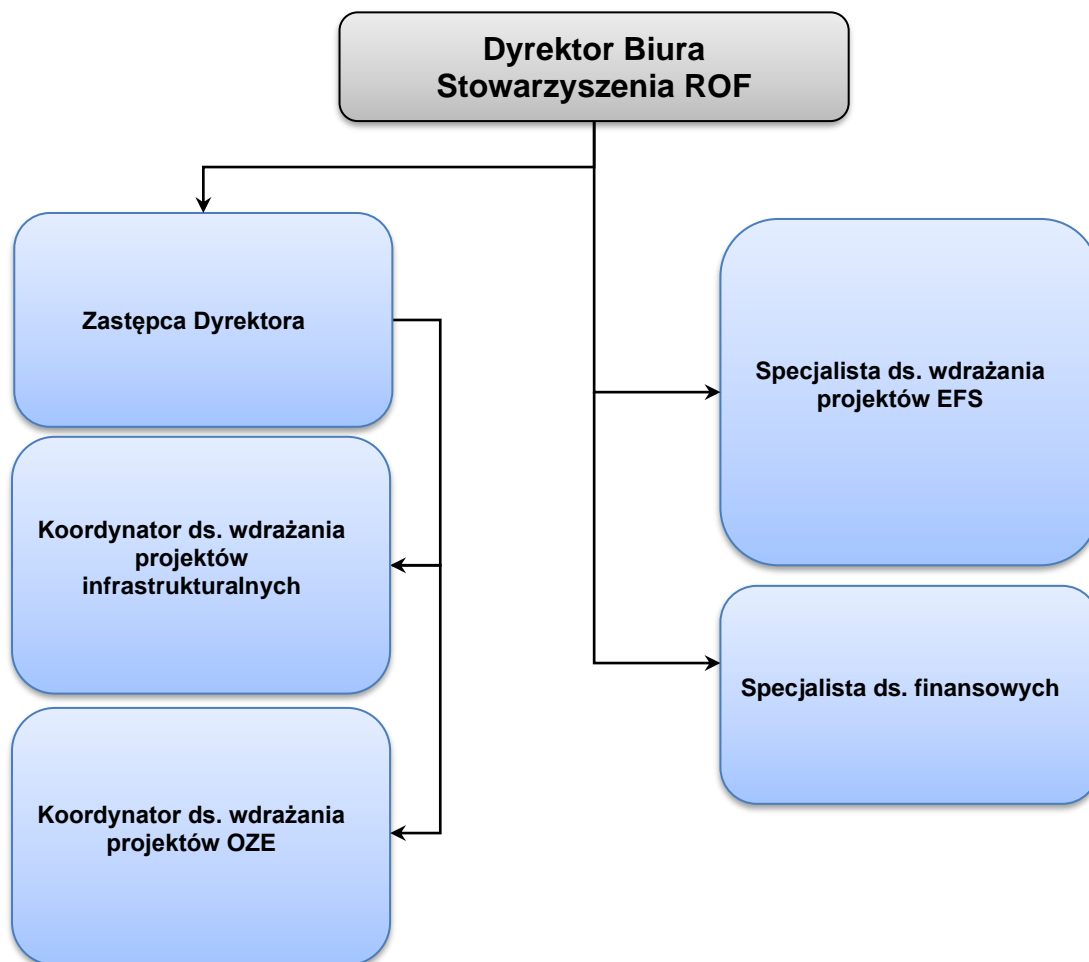 Dyrektor Biura
Stowarzyszenia ROF
Zastępca Dyrektora
Koordynator ds. wdrażania
projektów
infrastrukturalnych
Koordynator ds. wdrażania
projektów OZE
Specjalista ds. wdrażania
projektów EFS
Specjalista ds. finansowych